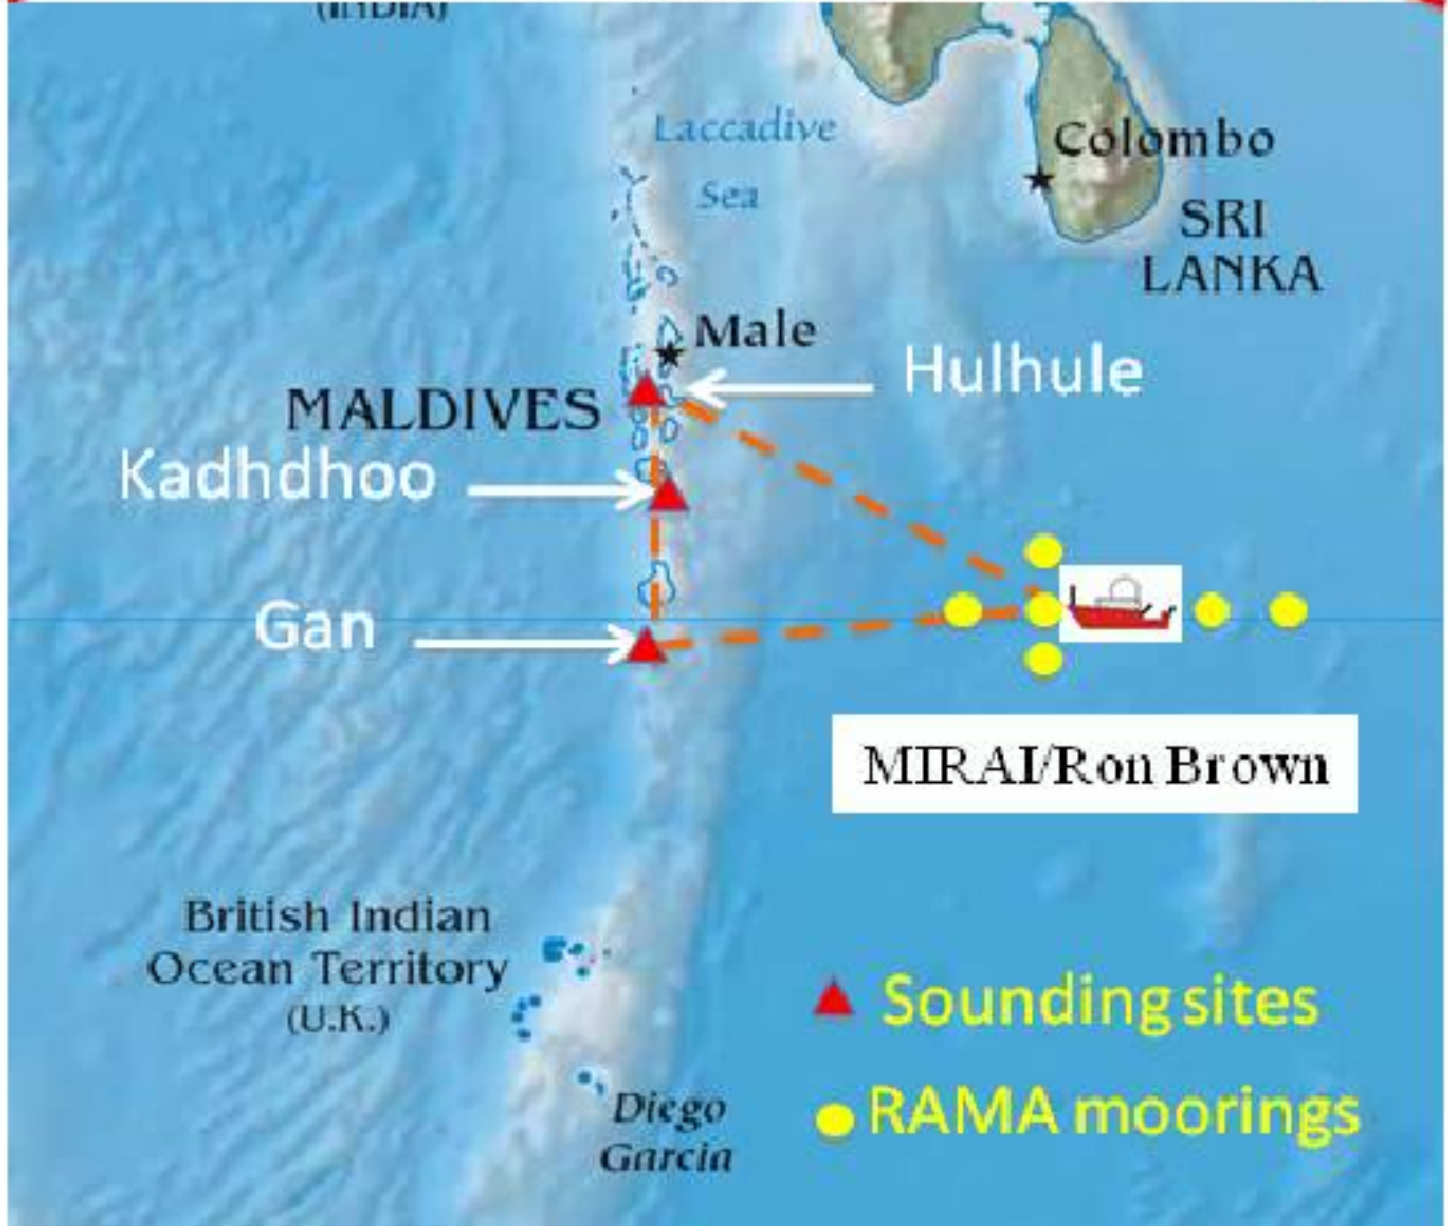 (INDIA)
Laccadive
Sea
Colombo
SRI
LANKA
Male
Hulhule
MALDIVES
Kadhdhoo
Gan
MIRAI/Ron Brown
British Indian
Ocean Territory
(U.K.)
Sounding sites
RAMA moorings
Diego
Garcia